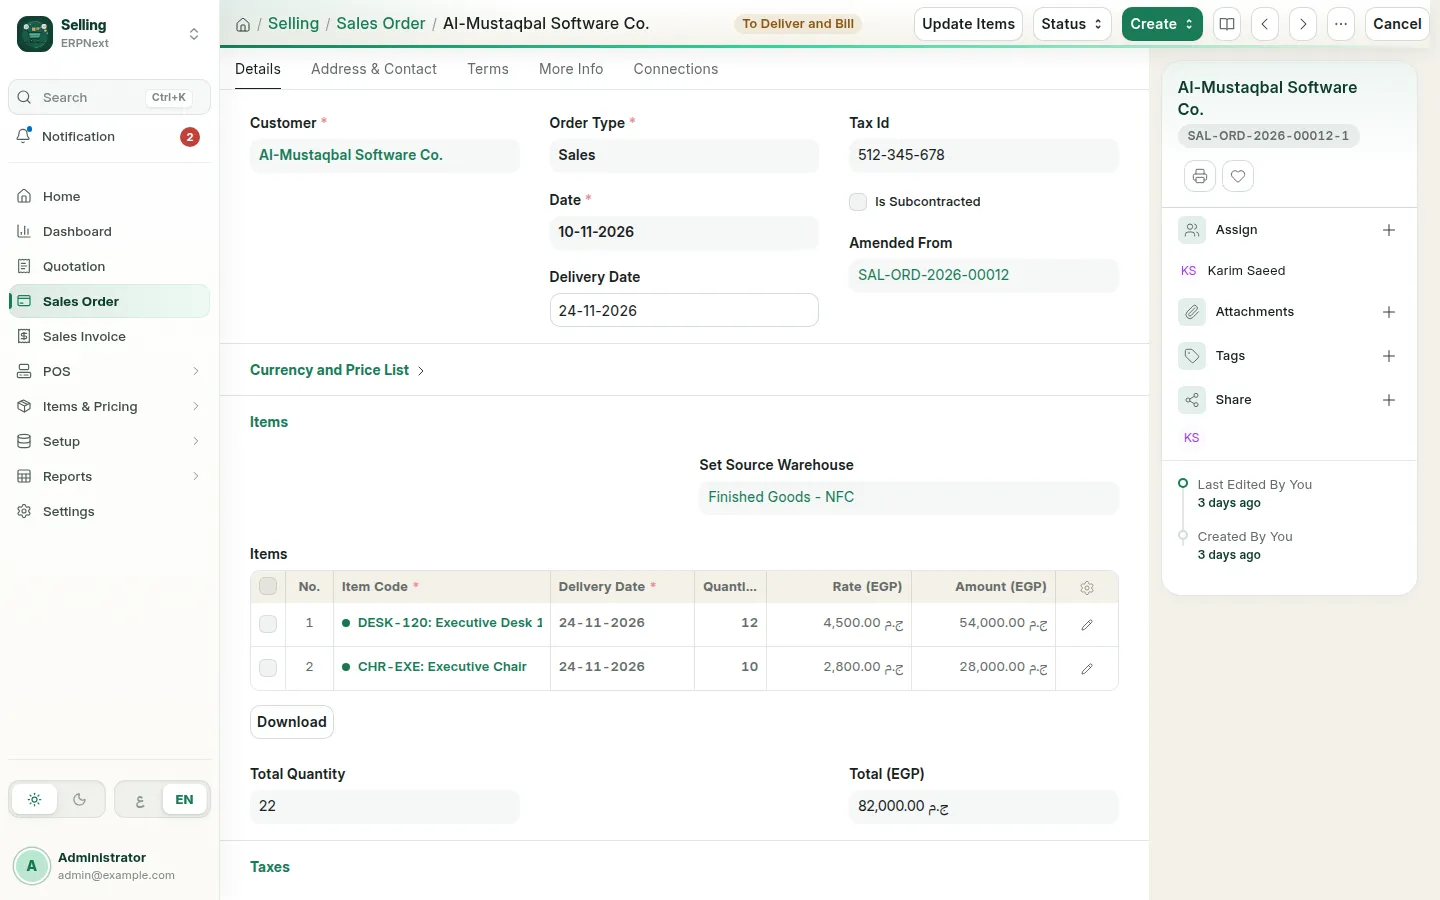 Selling
ERPNext
Search Ctrl+K
Notification 2
Home
Dashboard
Quotation
Sales Order
Sales Invoice
POS
Items & Pricing
Setup
Reports
Settings
ع EN
A
Administrator
admin@example.com
/ Selling / Sales Order / Al-Mustaqbal Software Co.
To Deliver and Bill
Update Items
Status
Create
Cancel
Details Address & Contact Terms More Info Connections
Customer *
Al-Mustaqbal Software Co.
Order Type *
Sales
Date *
10-11-2026
Delivery Date
24-11-2026
Tax Id
512-345-678
Is Subcontracted
Amended From
SAL-ORD-2026-00012
Currency and Price List
Items
Set Source Warehouse
Finished Goods - NFC
Items
No. Item Code * Delivery Date * Quanti... Rate (EGP) Amount (EGP)
1 DESK-120: Executive Desk 1 24-11-2026 12 4,500.00 ج.م 54,000.00 ج.م
2 CHR-EXE: Executive Chair 24-11-2026 10 2,800.00 ج.م 28,000.00 ج.م
Download
Total Quantity
22
Total (EGP)
82,000.00 ج.م
Taxes
Al-Mustaqbal Software
Co.
SAL-ORD-2026-00012-1
Assign
KS Karim Saeed
Attachments
Tags
Share
KS
Last Edited By You
3 days ago
Created By You
3 days ago